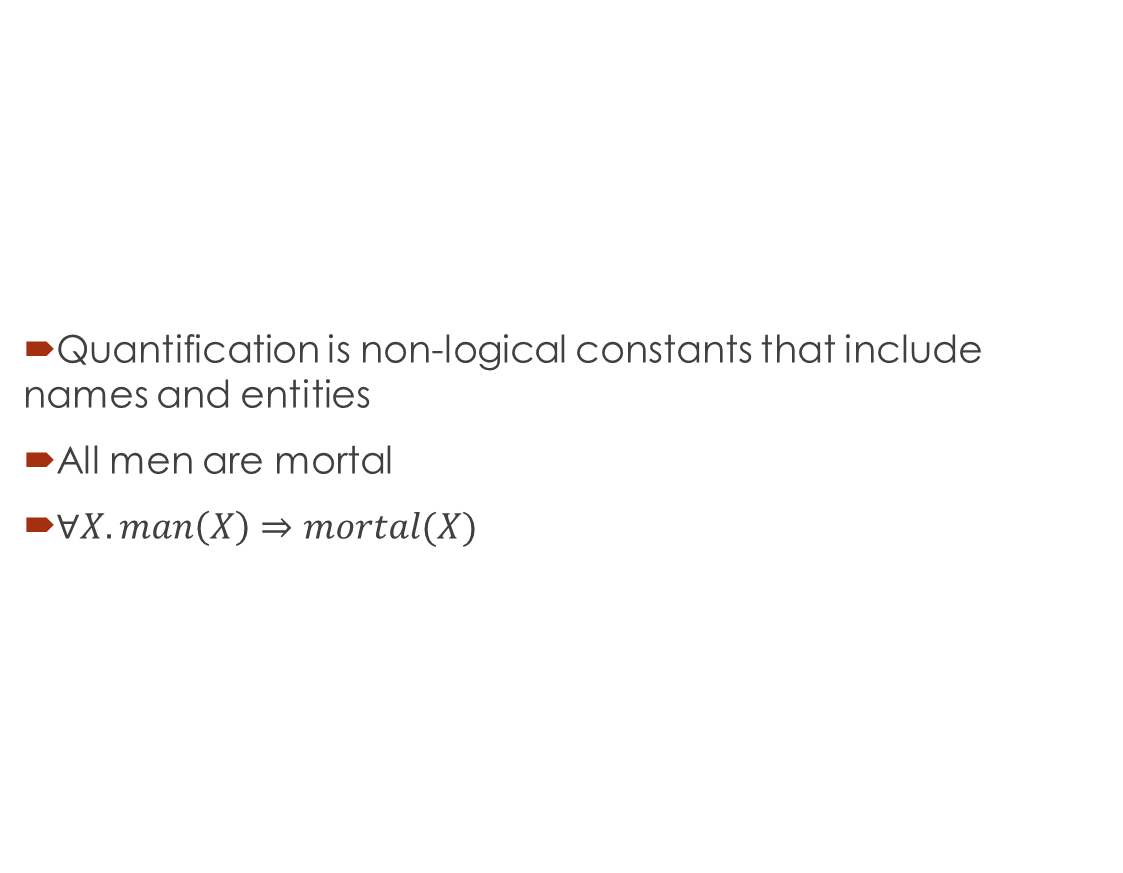 Quantification is non-logical constants that include
names and entities
All men are mortal
∀X. man(X) ⇒ mortal(X)